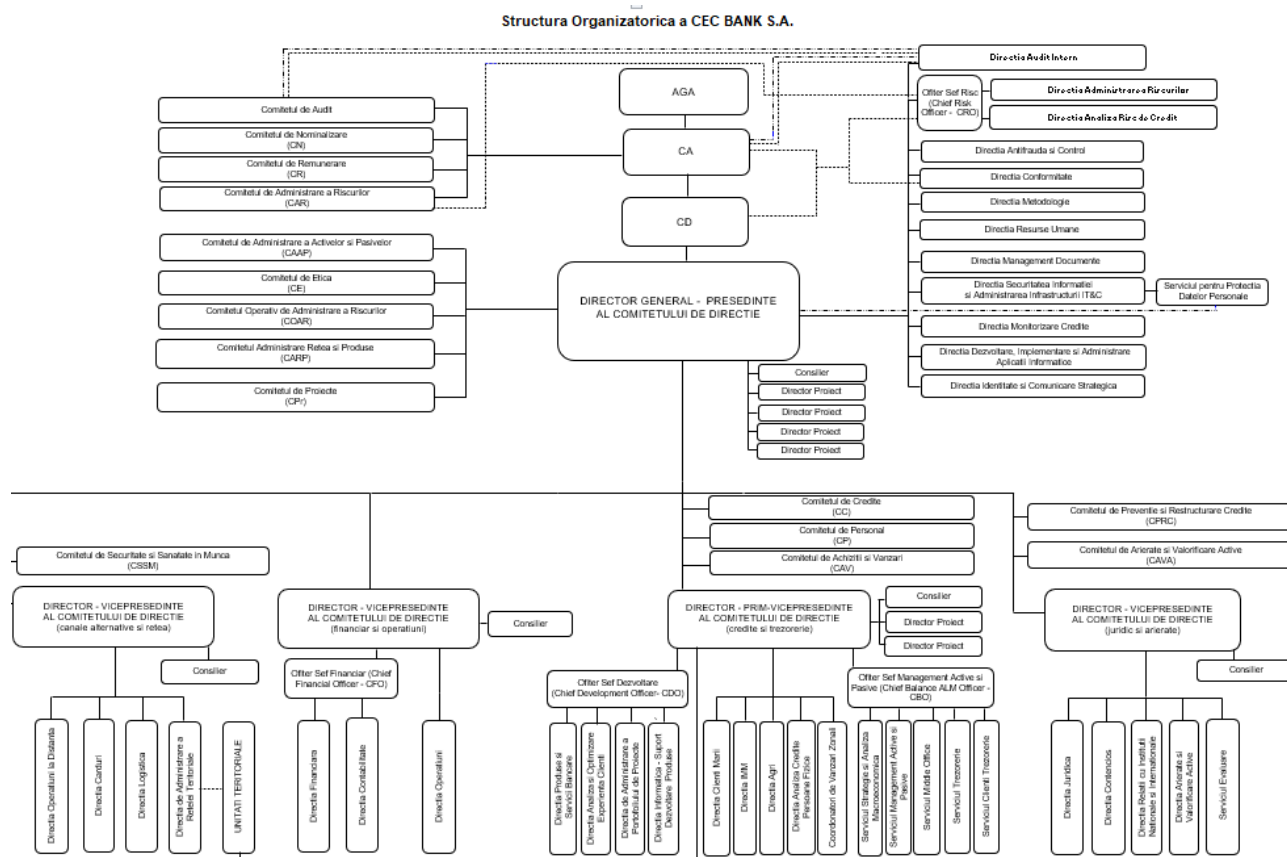 Structura Organizatorica a CEC BANK S.A.
Directia Audit Intern
AGA
Ofiter Sef Risc
(Chief Risk
Officer - CRO)
Directia Administrarea Riscurilor
Directia Analiza Risc de Credit
Comitetul de Audit
Comitetul de Nominalizare
(CN)
Comitetul de Remunerare
(CR)
Comitetul de Administrare a Riscurilor
(CAR)
CA
Directia Antifrauda si Control
Directia Conformitate
Directia Metodologie
CD
Directia Resurse Umane
Comitetul de Administrare a Activelor si Pasivelor
(CAAP)
Comitetul de Etica
(CE)
Comitetul Operativ de Administrare a Riscurilor
(COAR)
Comitetul Administrare Retea si Produse
(CARP)
Comitetul de Proiecte
(CPr)
DIRECTOR GENERAL - PRESEDINTE
AL COMITETULUI DE DIRECTIE
Directia Management Documente
Directia Securitatea Informatiei
si Administrarea Infrastructurii IT&C
Serviciul pentru Protectia
Datelor Personale
Directia Monitorizare Credite
Directia Dezvoltare, Implementare si Administrare
Aplicatii Informatice
Directia Identitate si Comunicare Strategica
Consilier
Director Proiect
Director Proiect
Director Proiect
Director Proiect
Comitetul de Credite
(CC)
Comitetul de Personal
(CP)
Comitetul de Achizitii si Vanzari
(CAV)
Comitetul de Preventie si Restructurare Credite
(CPRC)
Comitetul de Arierate si Valorificare Active
(CAVA)
Comitetul de Securitate si Sanatate in Munca
(CSSM)
DIRECTOR - VICEPRESEDINTE
AL COMITETULUI DE DIRECTIE
(canale alternative si retea)
Consilier
DIRECTOR - VICEPRESEDINTE
AL COMITETULUI DE DIRECTIE
(financiar si operatiuni)
Consilier
DIRECTOR - PRIM-VICEPRESEDINTE
AL COMITETULUI DE DIRECTIE
(credite si trezorerie)
Consilier
Director Proiect
Director Proiect
DIRECTOR - VICEPRESEDINTE
AL COMITETULUI DE DIRECTIE
(juridic si arierate)
Consilier
Ofiter Sef Financiar (Chief
Financial Officer - CFO)
Ofiter Sef Dezvoltare
(Chief Development Officer- CDO)
Ofiter Sef Management Active si
Pasive (Chief Balance ALM Officer -
CBO)
Directia Operatiuni la Distanta
Directia Carduri
Directia Logistica
Directia de Administrare a
Retelei Teritoriale
UNITATI TERITORIALE
Directia Financiara
Directia Contabilitate
Directia Operatiuni
Directia Produse si
Servicii Bancare
Directia Analiza si Optimizare
Experienta Clienti
Directia de Administrare a
Portofoliului de Proiecte
Directia Informatica - Suport
Dezvoltare Produse
Directia Clienti Marii
Directia IMM
Directia Agri
Directia Analiza Credite
Persoane Fizice
Coordonatori de Vanzari Zonali
Serviciul Strategie si Analiza
Macroeconomica
Serviciul Management Active si
Pasive
Serviciul Middle Office
Serviciul Trezorerie
Serviciul Clienti Trezorerie
Directia Juridica
Directia Contencios
Directia Relatii cu Institutii
Nationale si Internationale
Directia Arierate si
Valorificare Active
Serviciul Evaluare